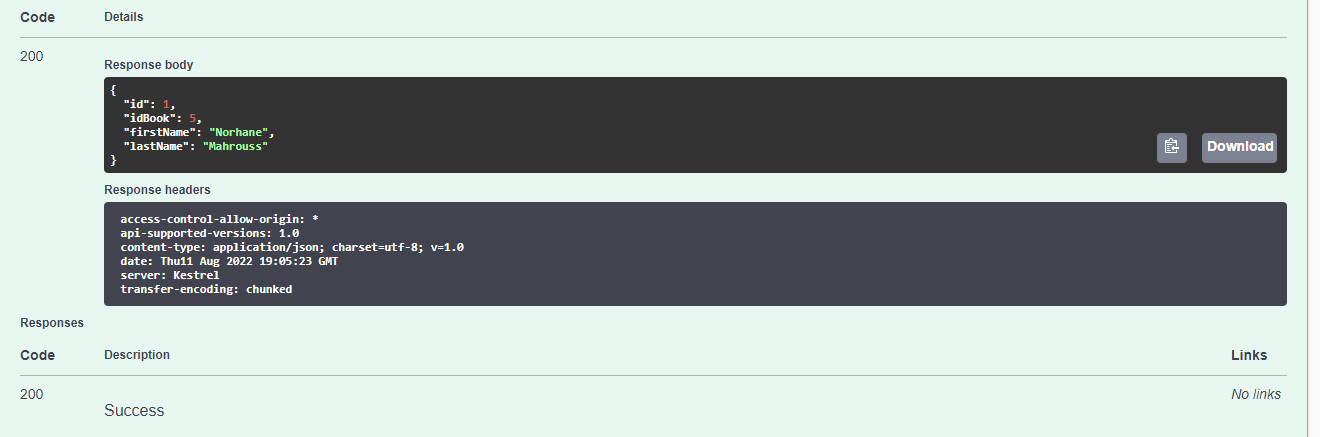 Code Details
200
Response body
{
"id": 1,
"idBook": 5,
"firstName": "Norhane",
"lastName": "Mahrouss"
}
Download
Response headers
access-control-allow-origin: *
api-supported-versions: 1.0
content-type: application/json; charset=utf-8; v=1.0
date: Thu11 Aug 2022 19:05:23 GMT
server: Kestrel
transfer-encoding: chunked
Responses
Code Description Links
200 No links
Success